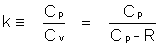 k ≡ Cp/Cv = Cp/(Cp-R)